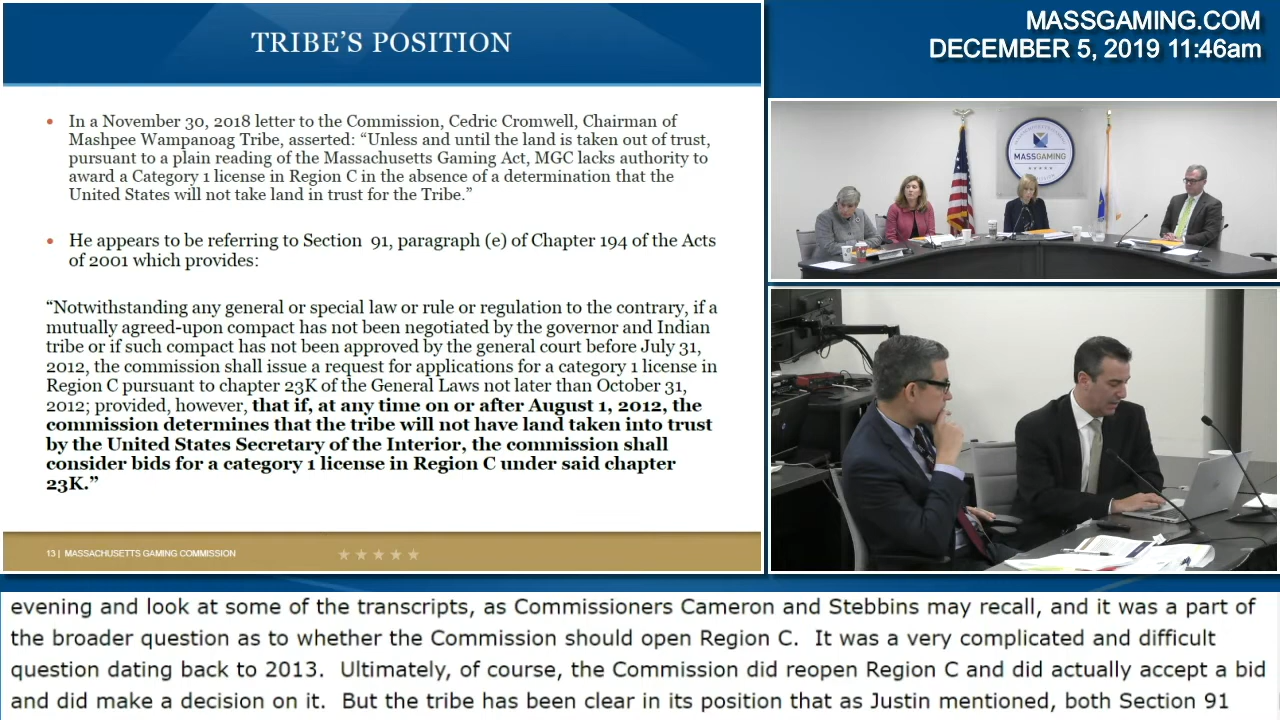 TRIBE'S POSITION
• In a November 30, 2018 letter to the Commission, Cedric Cromwell, Chairman of
Mashpee Wampanoag Tribe, asserted: “Unless and until the land is taken out of trust,
pursuant to a plain reading of the Massachusetts Gaming Act, MGC lacks authority to
award a Category 1 license in Region C in the absence of a determination that the
United States will not take land in trust for the Tribe.”
• He appears to be referring to Section 91, paragraph (e) of Chapter 194 of the Acts
of 2001 which provides:
“Notwithstanding any general or special law or rule or regulation to the contrary, if a
mutually agreed-upon compact has not been negotiated by the governor and Indian
tribe or if such compact has not been approved by the general court before July 31,
2012, the commission shall issue a request for applications for a category 1 license in
Region C pursuant to chapter 23K of the General Laws not later than October 31,
2012; provided, however, that if, at any time on or after August 1, 2012, the
commission determines that the tribe will not have land taken into trust
by the United States Secretary of the Interior, the commission shall
consider bids for a category 1 license in Region C under said chapter
23K.”
13 | MASSACHUSETTS GAMING COMMISSION
MASSGAMING.COM
DECEMBER 5, 2019 11:46am
MASSGAMING
evening and look at some of the transcripts, as Commissioners Cameron and Stebbins may recall, and it was a part of
the broader question as to whether the Commission should open Region C. It was a very complicated and difficult
question dating back to 2013. Ultimately, of course, the Commission did reopen Region C and did actually accept a bid
and did make a decision on it. But the tribe has been clear in its position that as Justin mentioned, both Section 91